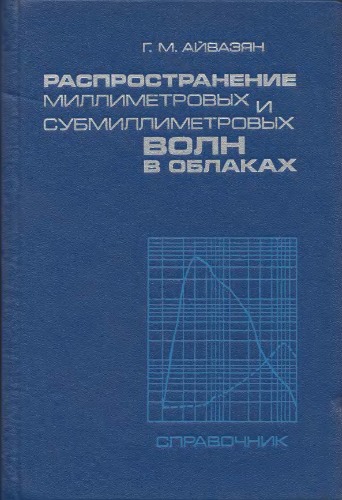 Г. М. АЙВАЗЯН
РАСПРОСТРАНЕНИЕ
МИЛЛИМЕТРОВЫХ И
СУБМИЛЛИМЕТРОВЫХ
ВОЛН
В ОБЛАКАХ
СПРАВОЧНИК